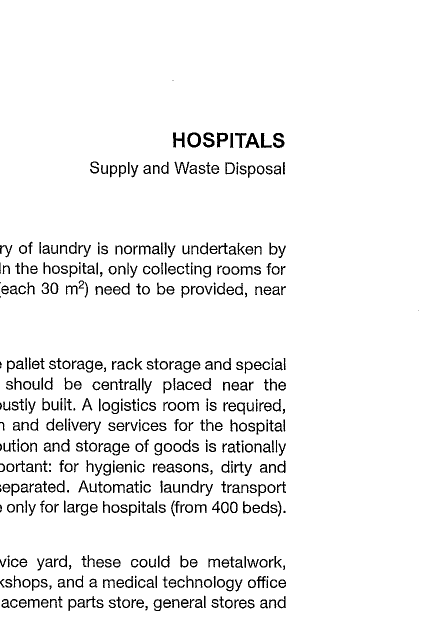 HOSPITALS
Supply and Waste Disposal
ry of laundry is normally undertaken by
In the hospital, only collecting rooms for
(each 30 m²) need to be provided, near
pallet storage, rack storage and special
should be centrally placed near the
ustly built. A logistics room is required,
and delivery services for the hospital
ution and storage of goods is rationally
portant: for hygienic reasons, dirty and
separated. Automatic laundry transport
only for large hospitals (from 400 beds).
vice yard, these could be metalwork,
kshops, and a medical technology office
acement parts store, general stores and